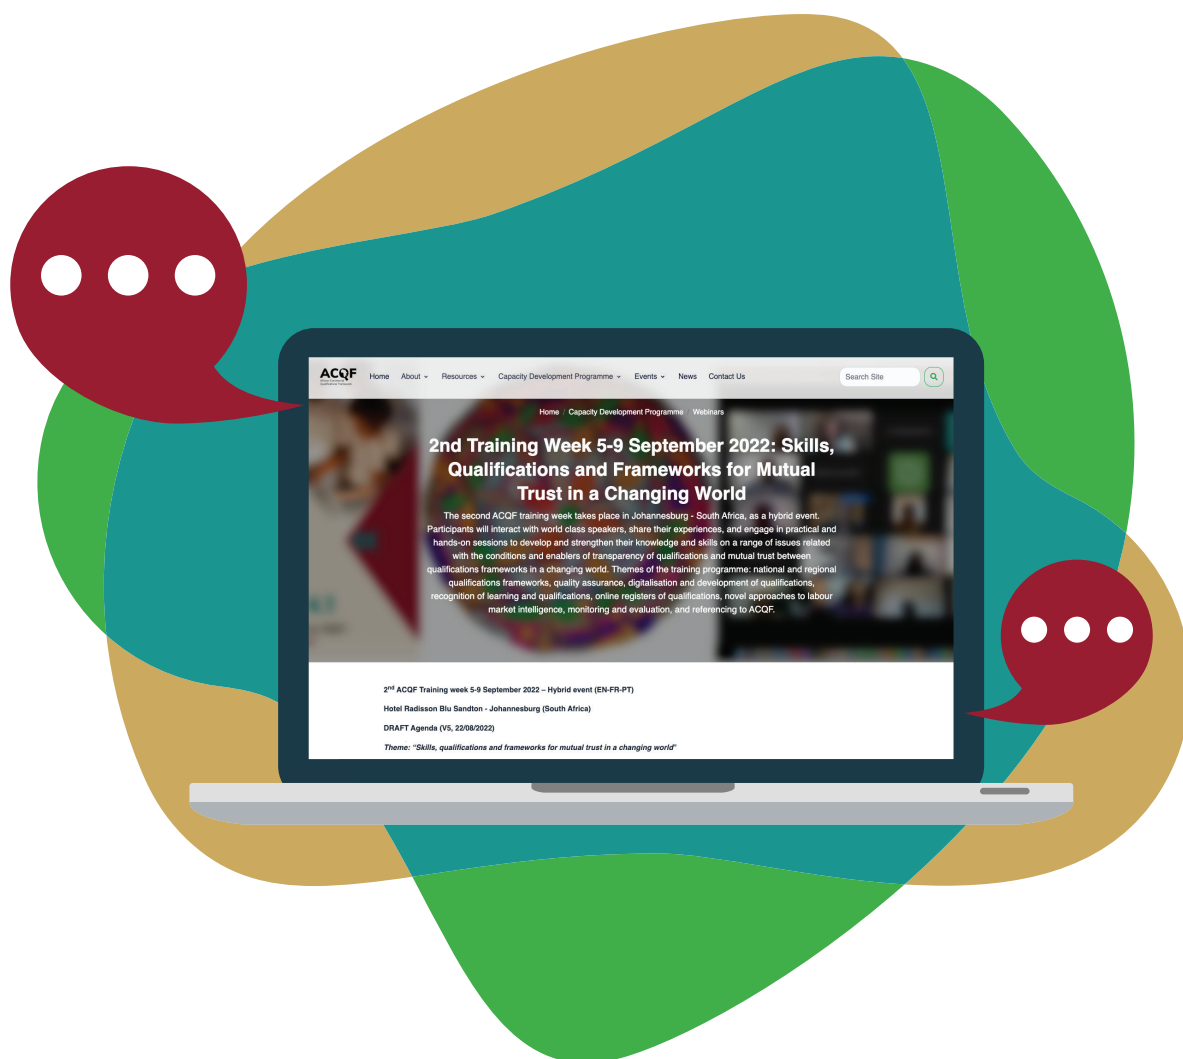 ACQF
Home About Resources Capacity Development Programme Events News Contact Us
Search Site
Home / Capacity Development Programme / Webinars
2nd Training Week 5-9 September 2022: Skills,
Qualifications and Frameworks for Mutual
Trust in a Changing World
The second ACQF training week takes place in Johannesburg - South Africa, as a hybrid event.
Participants will interact with world class speakers, share their experiences, and engage in practical and
hands-on sessions to develop and strengthen their knowledge and skills on a range of issues related
with the conditions and enablers of transparency of qualifications and mutual trust between
qualifications frameworks in a changing world. Themes of the training programme: national and regional
qualifications frameworks, quality assurance, digitalisation and development of qualifications,
recognition of learning and qualifications, online registers of qualifications, novel approaches to labour
market intelligence, monitoring and evaluation, and referencing to ACQF.
2nd ACQF Training week 5-9 September 2022 – Hybrid event (EN-FR-PT)
Hotel Radisson Blu Sandton - Johannesburg (South Africa)
DRAFT Agenda (V5, 22/08/2022)
Theme: "Skills, qualifications and frameworks for mutual trust in a changing world"